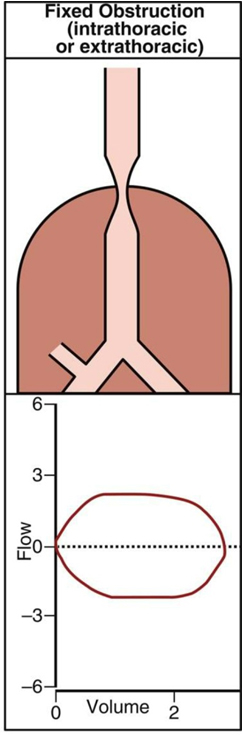 Fixed Obstruction
(intrathoracic
or extrathoracic)
6
3
Flow
0
−3
−6
0 Volume 2